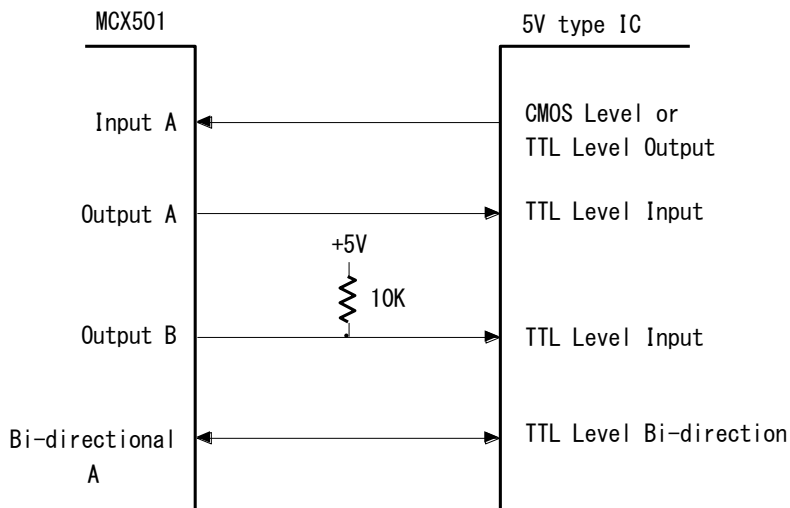 MCX501
5V type IC
Input A
CMOS Level or
TTL Level Output
Output A
TTL Level Input
+5V
10K
Output B
TTL Level Input
Bi-directional
A
TTL Level Bi-direction